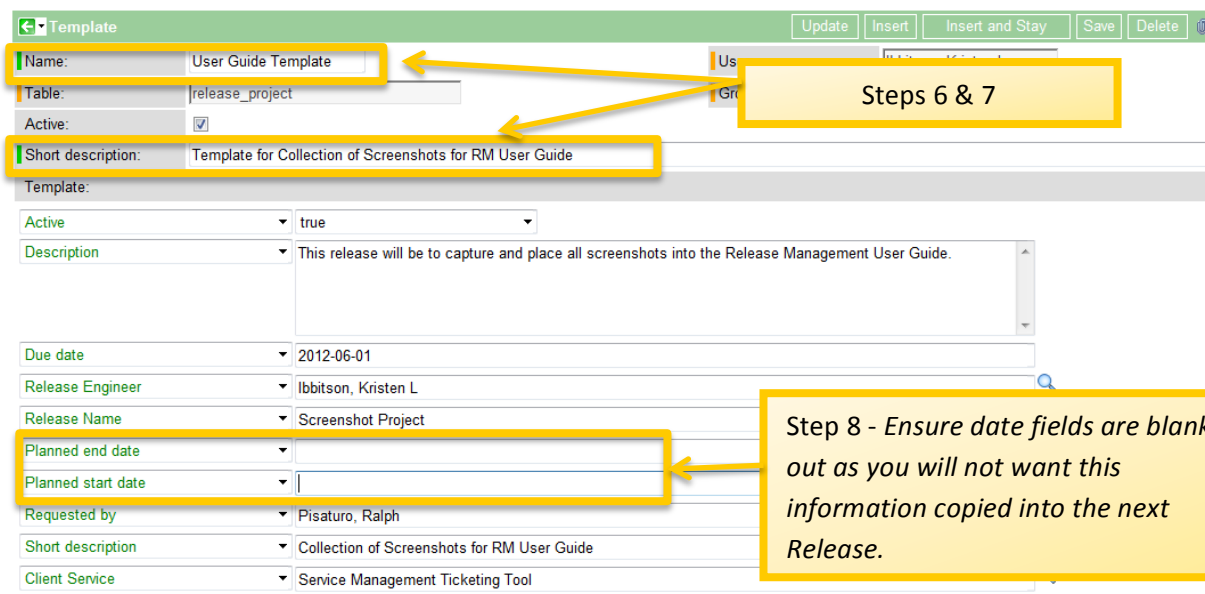 Template Update Insert Insert and Stay Save Delete
Name: User Guide Template
Table: release_project
Steps 6 & 7
Active:
Short description: Template for Collection of Screenshots for RM User Guide
Template:
Active true
Description This release will be to capture and place all screenshots into the Release Management User Guide.
Due date 2012-06-01
Release Engineer Ibbitson, Kristen L
Release Name Screenshot Project
Planned end date
Planned start date
Requested by Pisaturo, Ralph
Short description Collection of Screenshots for RM User Guide
Client Service Service Management Ticketing Tool
Step 8 - Ensure date fields are blank
out as you will not want this
information copied into the next
Release.